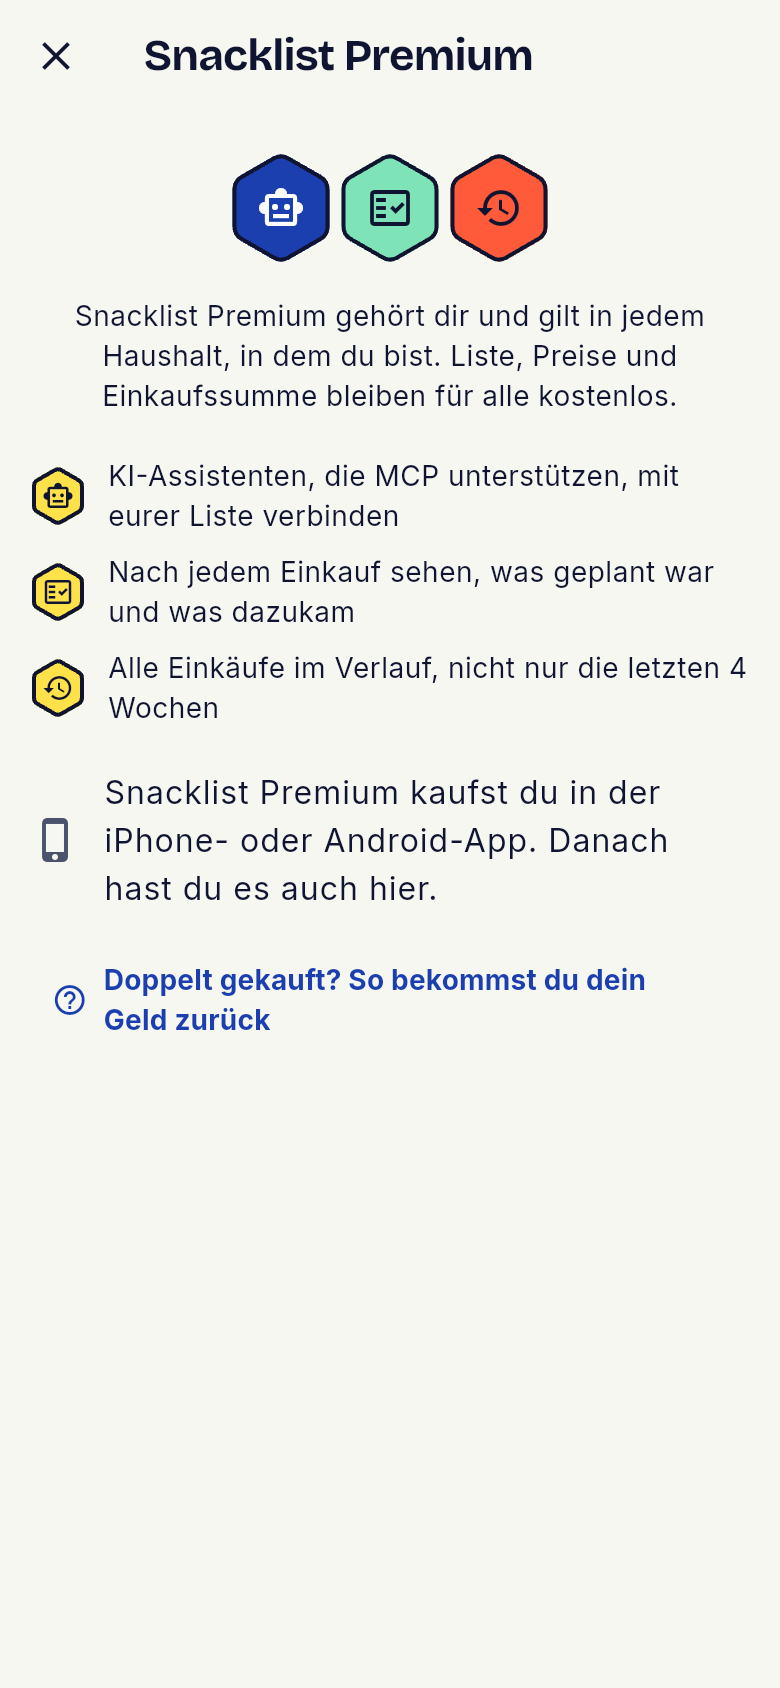 Snacklist Premium
Snacklist Premium gehört dir und gilt in jedem
Haushalt, in dem du bist. Liste, Preise und
Einkaufssumme bleiben für alle kostenlos.
KI-Assistenten, die MCP unterstützen, mit
eurer Liste verbinden
Nach jedem Einkauf sehen, was geplant war
und was dazukam
Alle Einkäufe im Verlauf, nicht nur die letzten 4
Wochen
Snacklist Premium kaufst du in der
iPhone- oder Android-App. Danach
hast du es auch hier.
Doppelt gekauft? So bekommst du dein
Geld zurück